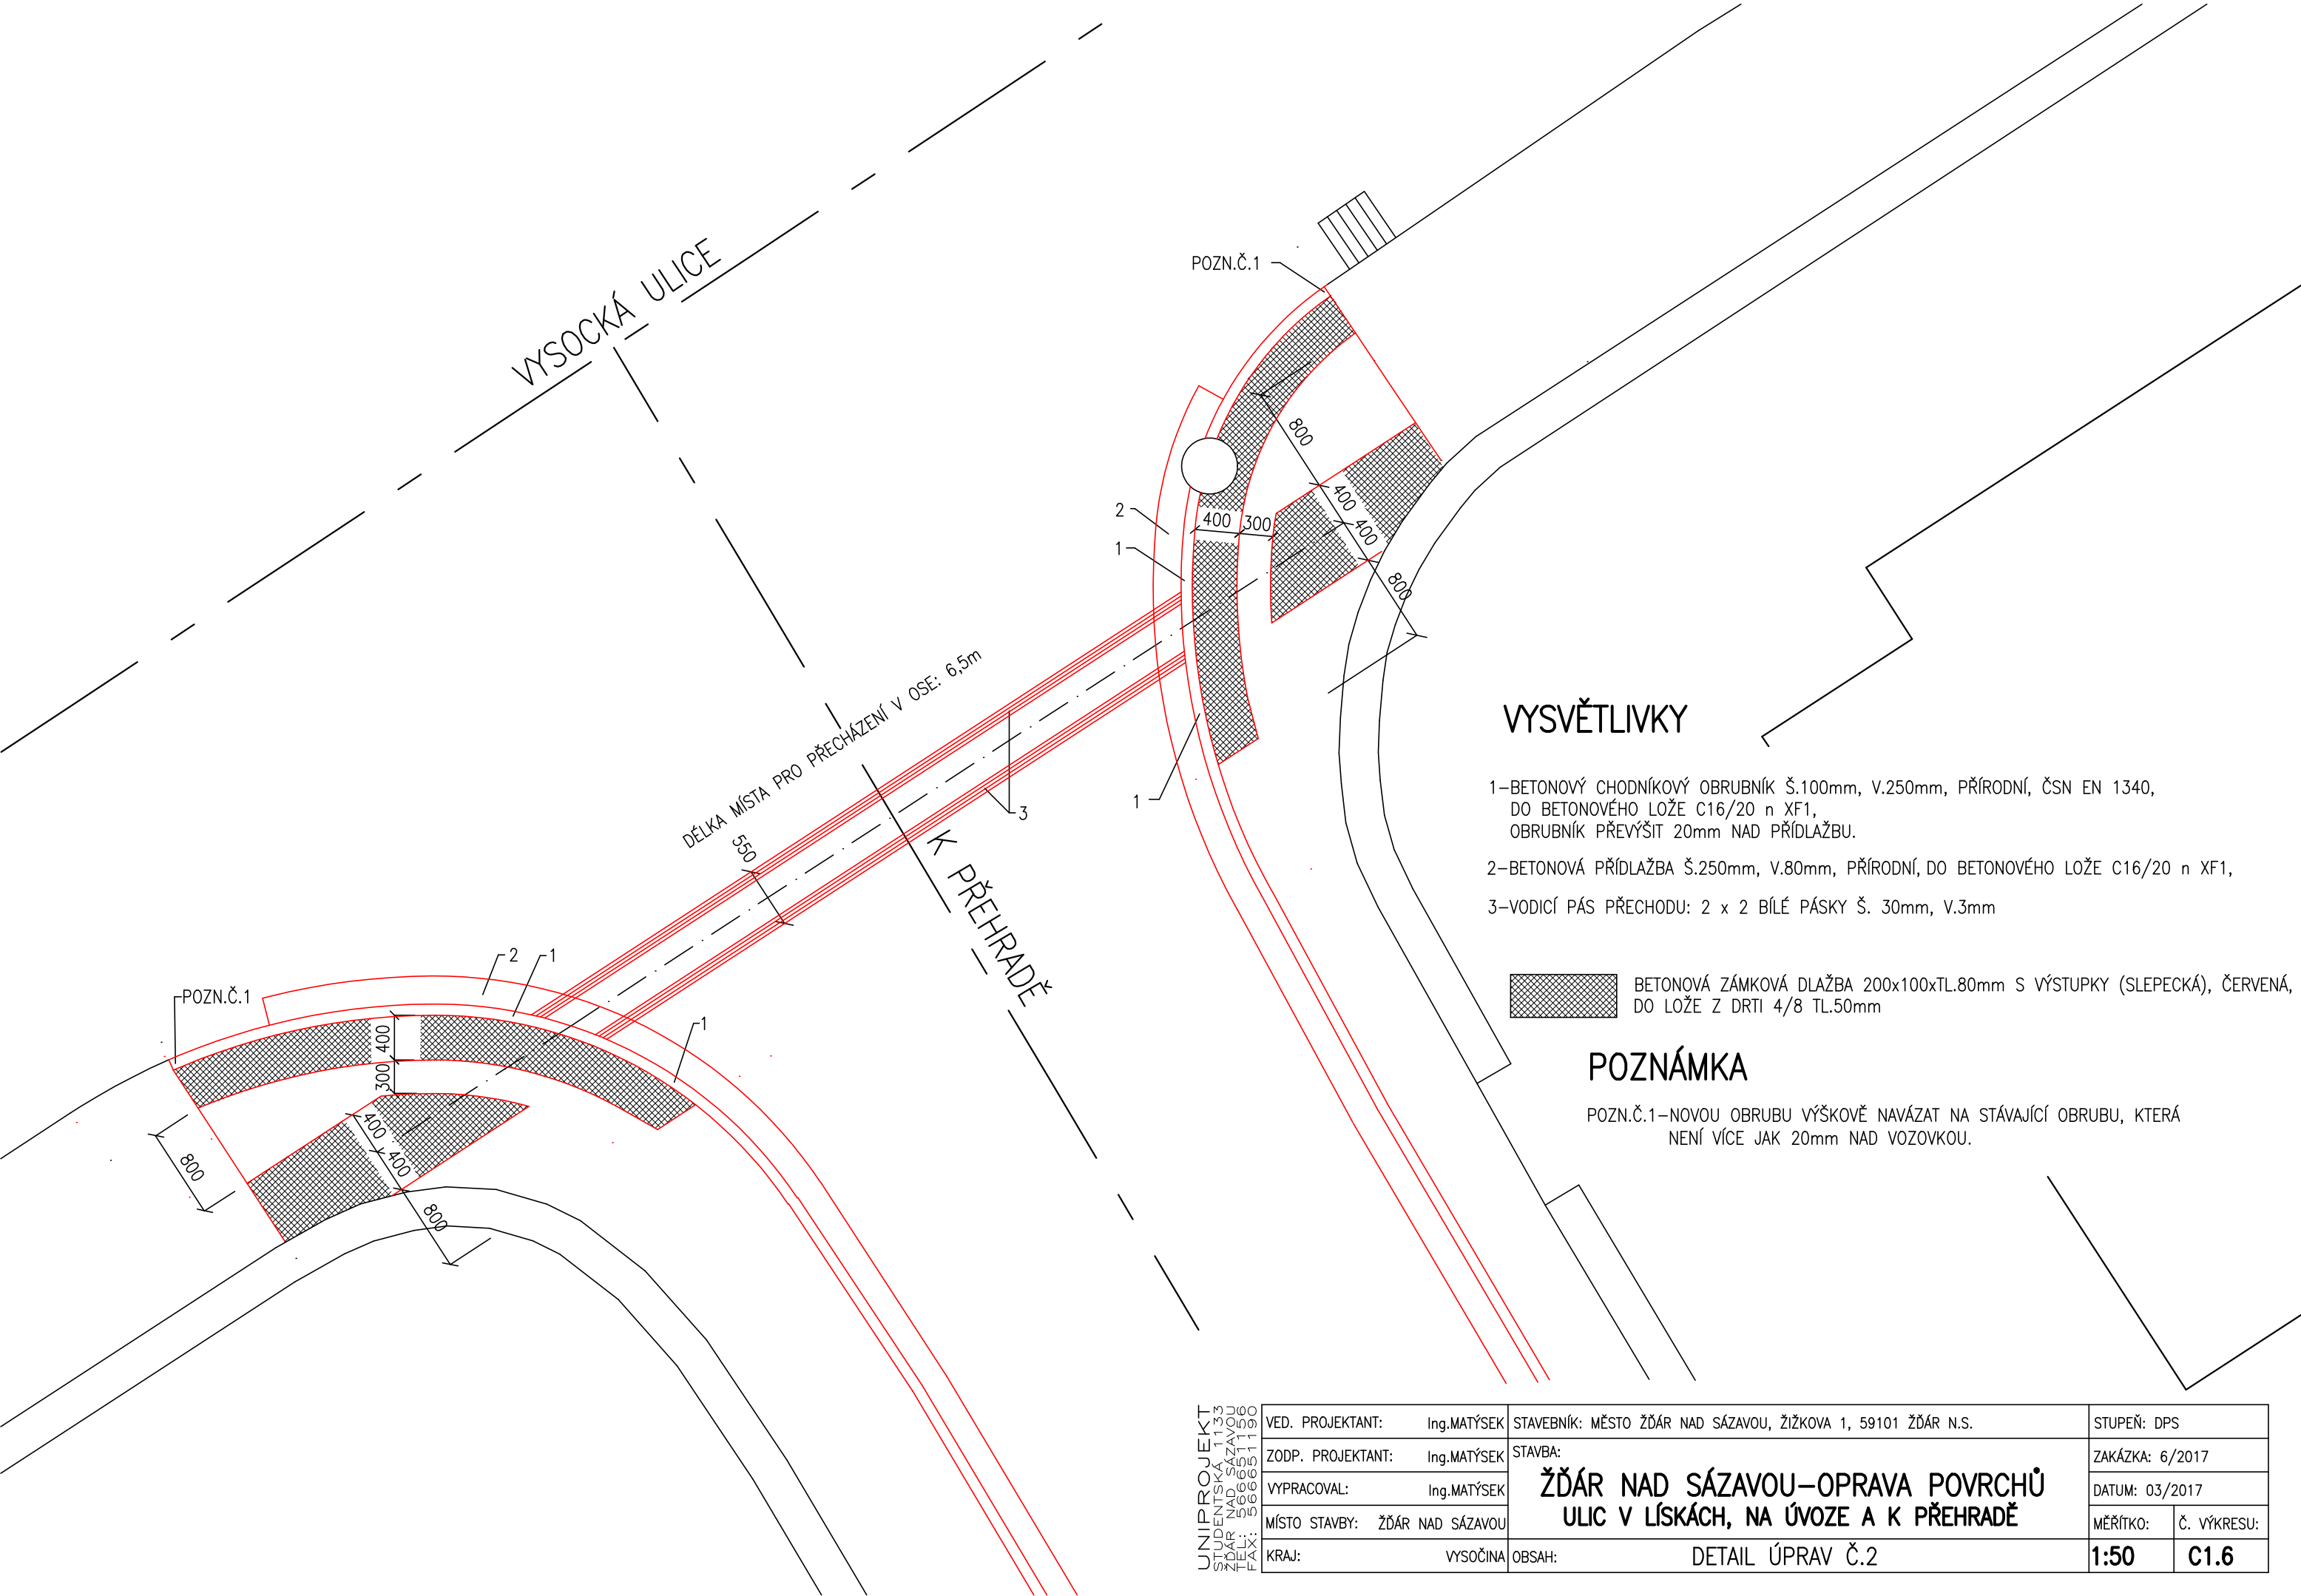 VYSOCKÁ ULICE
POZN.Č.1
800
400
400
800
400
300
2
1
DÉLKA MÍSTA PRO PŘECHÁZENÍ V OSE: 6,5m
550
3
1
K PŘEHRADĚ
2
1
POZN.Č.1
1
400
300
400
400
800
800
VYSVĚTLIVKY
1-BETONOVÝ CHODNÍKOVÝ OBRUBNÍK Š.100mm, V.250mm, PŘÍRODNÍ, ČSN EN 1340,
DO BETONOVÉHO LOŽE C16/20 n XF1,
OBRUBNÍK PŘEVÝŠIT 20mm NAD PŘÍDLAŽBU.
2-BETONOVÁ PŘÍDLAŽBA Š.250mm, V.80mm, PŘÍRODNÍ, DO BETONOVÉHO LOŽE C16/20 n XF1,
3-VODICÍ PÁS PŘECHODU: 2 x 2 BÍLÉ PÁSKY Š. 30mm, V.3mm
BETONOVÁ ZÁMKOVÁ DLAŽBA 200x100xTL.80mm S VÝSTUPKY (SLEPECKÁ), ČERVENÁ,
DO LOŽE Z DRTI 4/8 TL.50mm
POZNÁMKA
POZN.Č.1-NOVOU OBRUBU VÝŠKOVĚ NAVÁZAT NA STÁVAJÍCÍ OBRUBU, KTERÁ
NENÍ VÍCE JAK 20mm NAD VOZOVKOU.
UNIPROJEKT
STUDENTSKÁ 1133
ŽĎÁR NAD SÁZAVOU
TEL: 566651156
FAX: 566651190
VED. PROJEKTANT: Ing.MATÝSEK
ZODP. PROJEKTANT: Ing.MATÝSEK
VYPRACOVAL: Ing.MATÝSEK
MÍSTO STAVBY: ŽĎÁR NAD SÁZAVOU
KRAJ: VYSOČINA
STAVEBNÍK: MĚSTO ŽĎÁR NAD SÁZAVOU, ŽIŽKOVA 1, 59101 ŽĎÁR N.S.
STAVBA:
ŽĎÁR NAD SÁZAVOU-OPRAVA POVRCHŮ
ULIC V LÍSKÁCH, NA ÚVOZE A K PŘEHRADĚ
OBSAH: DETAIL ÚPRAV Č.2
STUPEŇ: DPS
ZAKÁZKA: 6/2017
DATUM: 03/2017
MĚŘÍTKO: Č. VÝKRESU:
1:50 C1.6